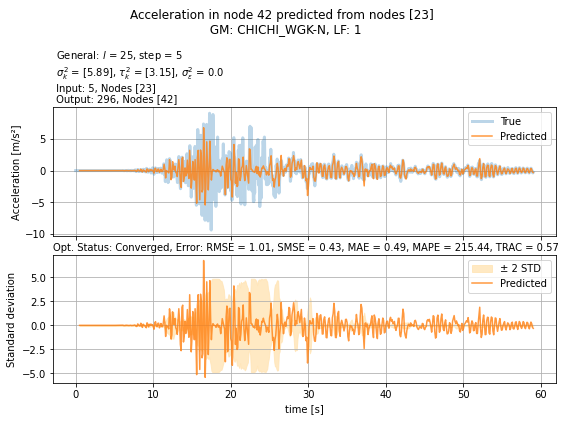 Acceleration in node 42 predicted from nodes [23]
GM: CHICHI_WGK-N, LF: 1
General: l = 25, step = 5
σ²ₖ = [5.89], τ²ₖ = [3.15], σ²ε = 0.0
Input: 5, Nodes [23]
Output: 296, Nodes [42]
Acceleration [m/s²]
5
0
−5
−10
True
Predicted
Opt. Status: Converged, Error: RMSE = 1.01, SMSE = 0.43, MAE = 0.49, MAPE = 215.44, TRAC = 0.57
Standard deviation
5.0
2.5
0.0
−2.5
−5.0
± 2 STD
Predicted
0 10 20 30 40 50 60
time [s]